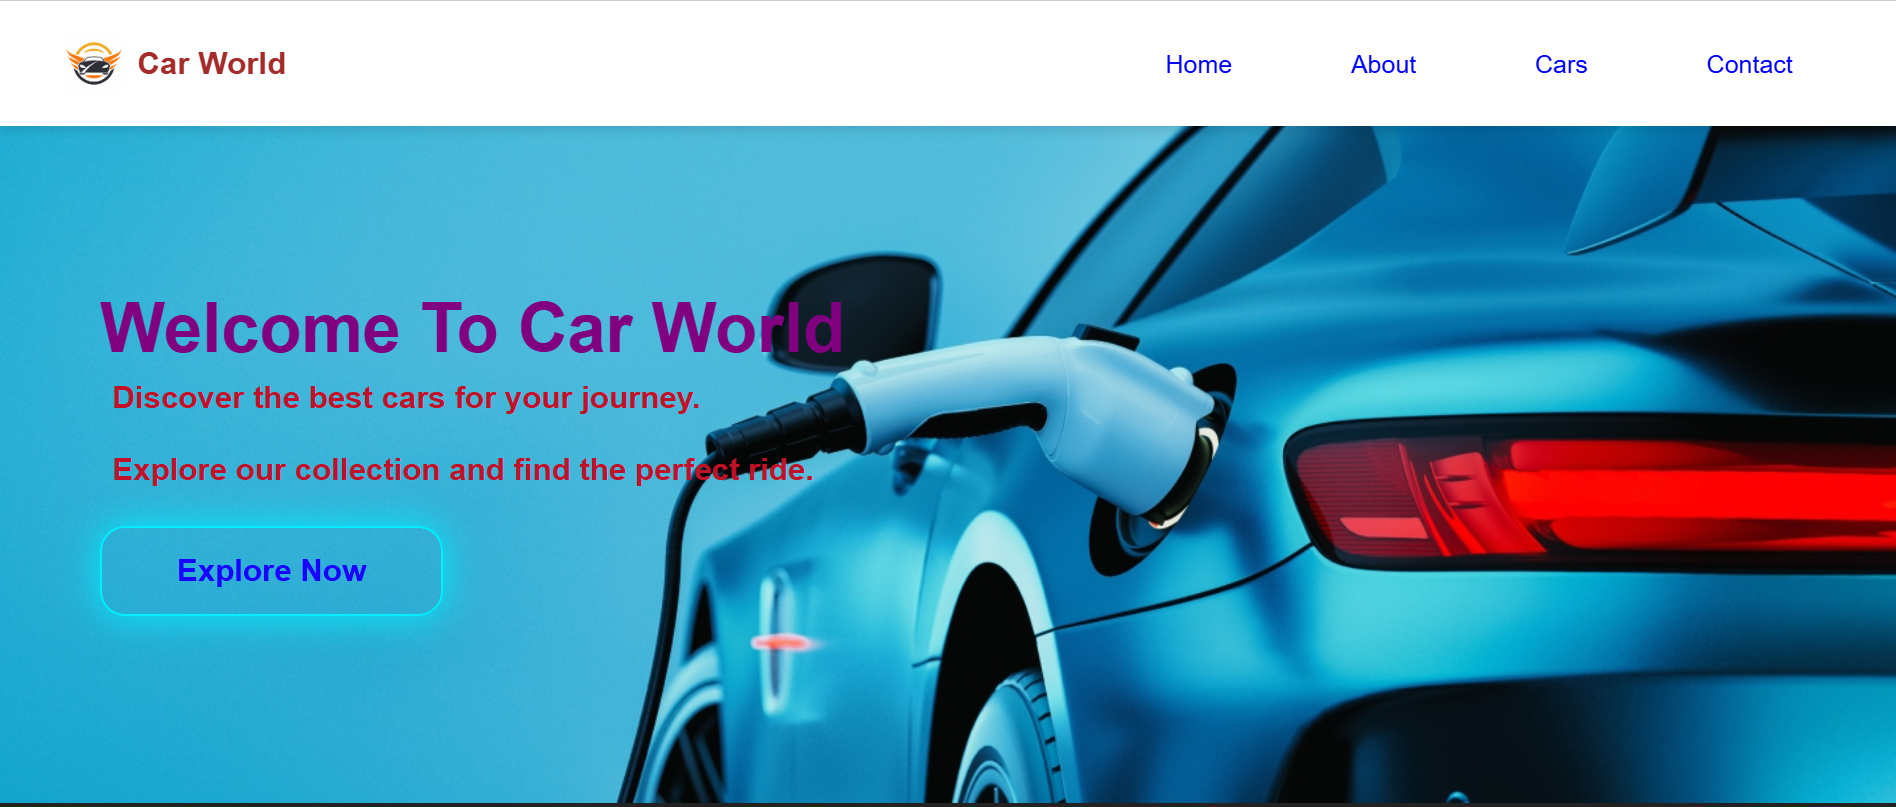 Car World
Home About Cars Contact
Welcome To Car World
Discover the best cars for your journey.
Explore our collection and find the perfect ride.
Explore Now